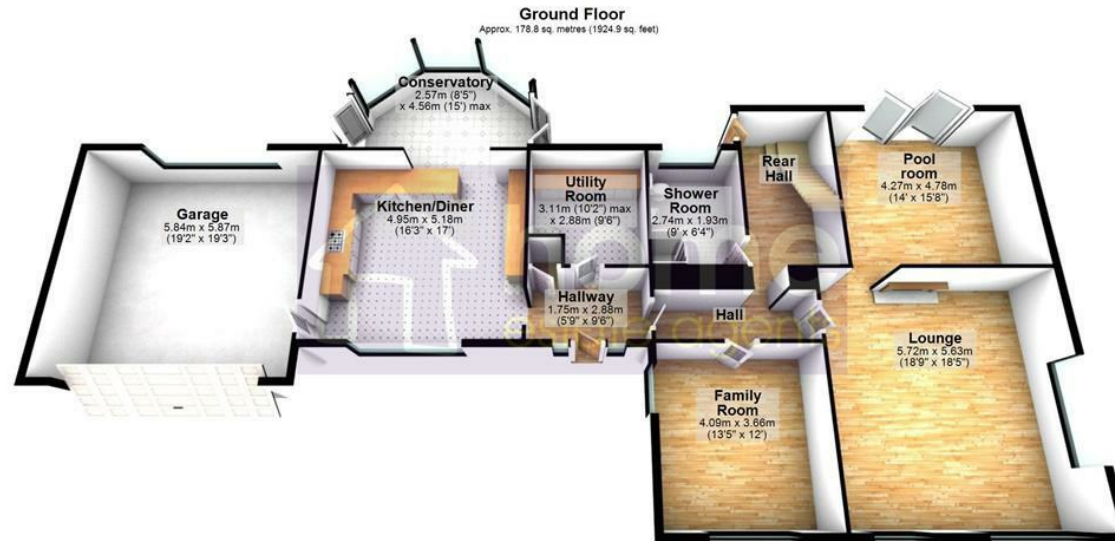 Ground Floor
Approx. 178.8 sq. metres (1924.9 sq. feet)
Conservatory
2.57m (8'5")
x 4.56m (15') max
Garage
5.84m x 5.87m
(19'2" x 19'3")
Kitchen/Diner
4.95m x 5.18m
(16'3" x 17')
Utility
Room
3.11m (10'2") max
x 2.88m (9'6")
Shower
Room
2.74m x 1.93m
(9' x 6'4")
Rear
Hall
Pool
room
4.27m x 4.78m
(14' x 15'8")
Hallway
1.75m x 2.88m
(5'9" x 9'6")
Hall
Lounge
5.72m x 5.63m
(18'9" x 18'5")
Family
Room
4.09m x 3.66m
(13'5" x 12')
home
estate agents